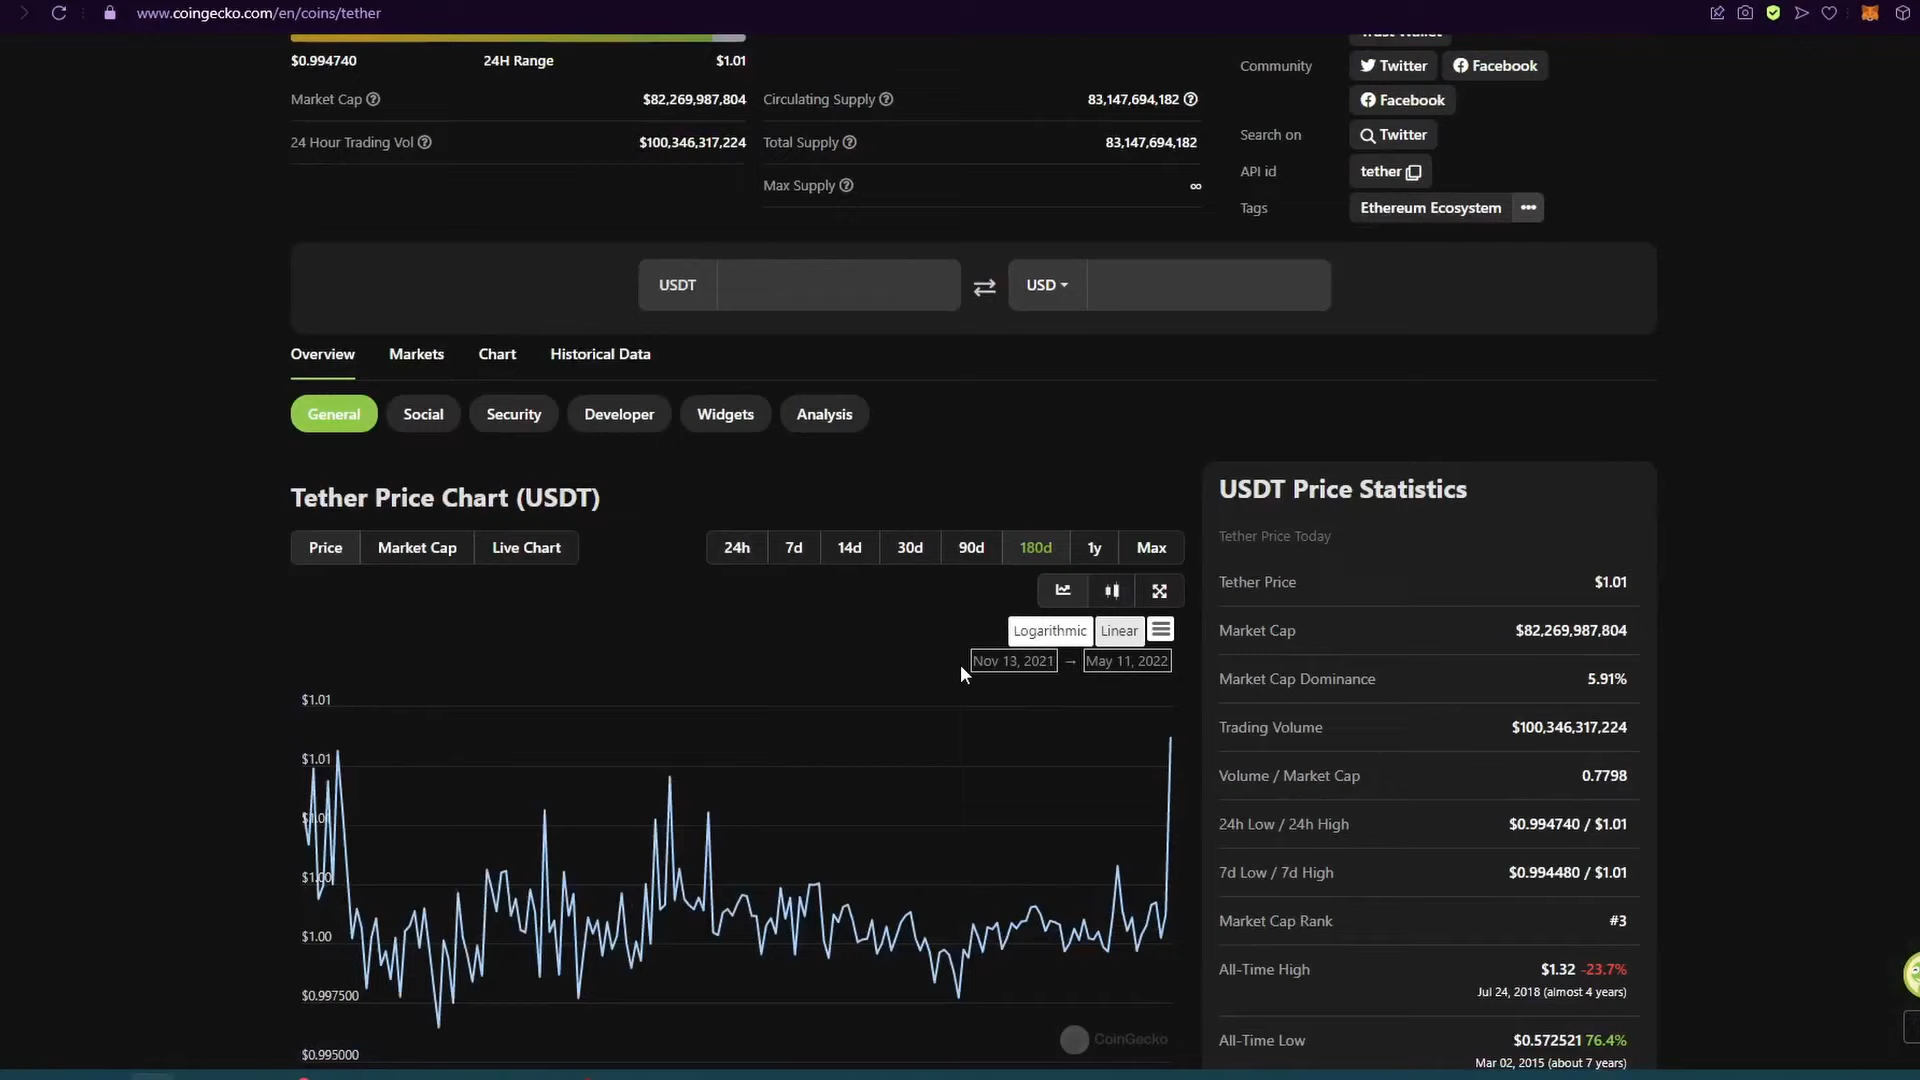 www.coingecko.com/en/coins/tether
$0.994740 24H Range $1.01
Market Cap $82,269,987,804
24 Hour Trading Vol $100,346,317,224
Circulating Supply 83,147,694,182
Total Supply 83,147,694,182
Max Supply ∞
Trust Wallet
Community Twitter Facebook
Facebook
Search on Twitter
API id tether
Tags Ethereum Ecosystem •••
USDT USD
Overview Markets Chart Historical Data
General Social Security Developer Widgets Analysis
Tether Price Chart (USDT)
Price Market Cap Live Chart 24h 7d 14d 30d 90d 180d 1y Max
Logarithmic Linear
Nov 13, 2021 → May 11, 2022
$1.01
$1.01
$1.00
$1.00
$1.00
$0.997500
$0.995000
CoinGecko
USDT Price Statistics
Tether Price Today
Tether Price $1.01
Market Cap $82,269,987,804
Market Cap Dominance 5.91%
Trading Volume $100,346,317,224
Volume / Market Cap 0.7798
24h Low / 24h High $0.994740 / $1.01
7d Low / 7d High $0.994480 / $1.01
Market Cap Rank #3
All-Time High $1.32 -23.7%
Jul 24, 2018 (almost 4 years)
All-Time Low $0.572521 76.4%
Mar 02, 2015 (about 7 years)